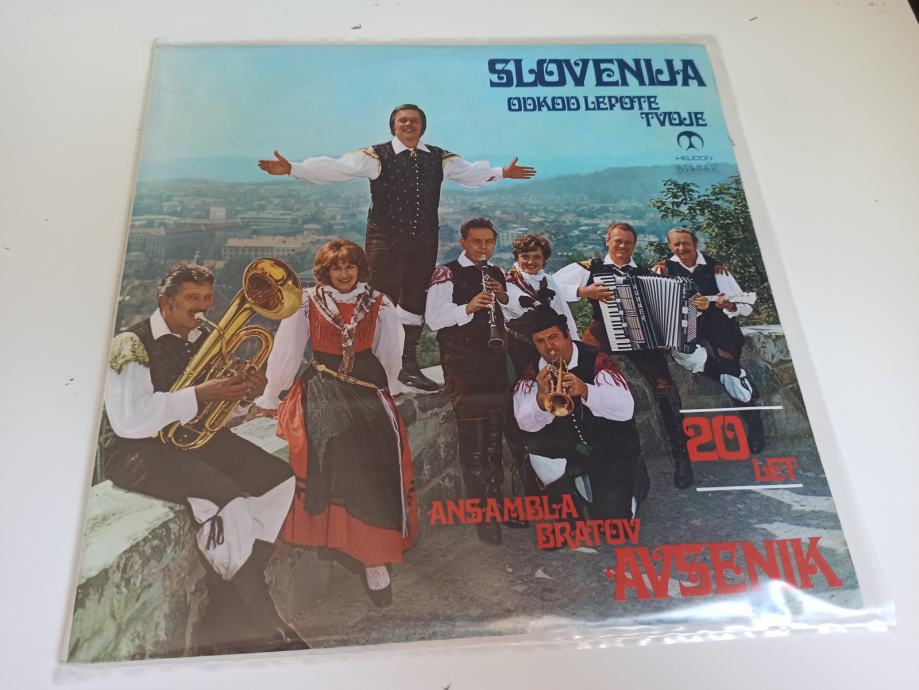 SLOVENIJA
ODKOD LEPOTE
TVOJE
HELIDON
20
LET
ANSAMBLA
BRATOV
AVSENIK